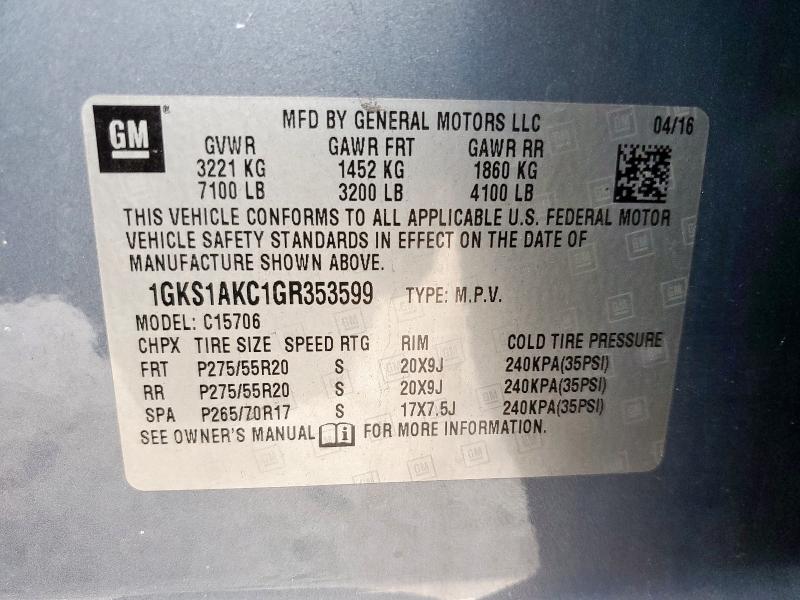 GM ®
MFD BY GENERAL MOTORS LLC 04/16
GVWR GAWR FRT GAWR RR
3221 KG 1452 KG 1860 KG
7100 LB 3200 LB 4100 LB
THIS VEHICLE CONFORMS TO ALL APPLICABLE U.S. FEDERAL MOTOR
VEHICLE SAFETY STANDARDS IN EFFECT ON THE DATE OF
MANUFACTURE SHOWN ABOVE.
1GKS1AKC1GR353599 TYPE: M.P.V.
MODEL: C15706
CHPX TIRE SIZE SPEED RTG RIM COLD TIRE PRESSURE
FRT P275/55R20 S 20X9J 240KPA(35PSI)
RR P275/55R20 S 20X9J 240KPA(35PSI)
SPA P265/70R17 S 17X7.5J 240KPA(35PSI)
SEE OWNER'S MANUAL i FOR MORE INFORMATION.